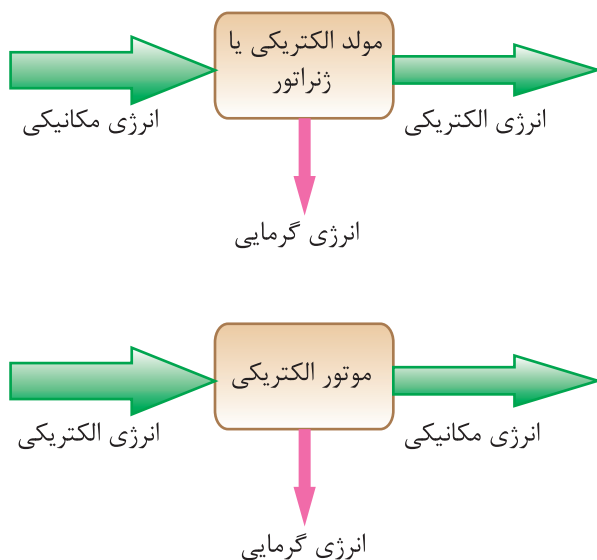 مولد الکتریکی یا
ژنراتور
انرژی مکانیکی
انرژی الکتریکی
انرژی گرمایی
موتور الکتریکی
انرژی الکتریکی
انرژی مکانیکی
انرژی گرمایی